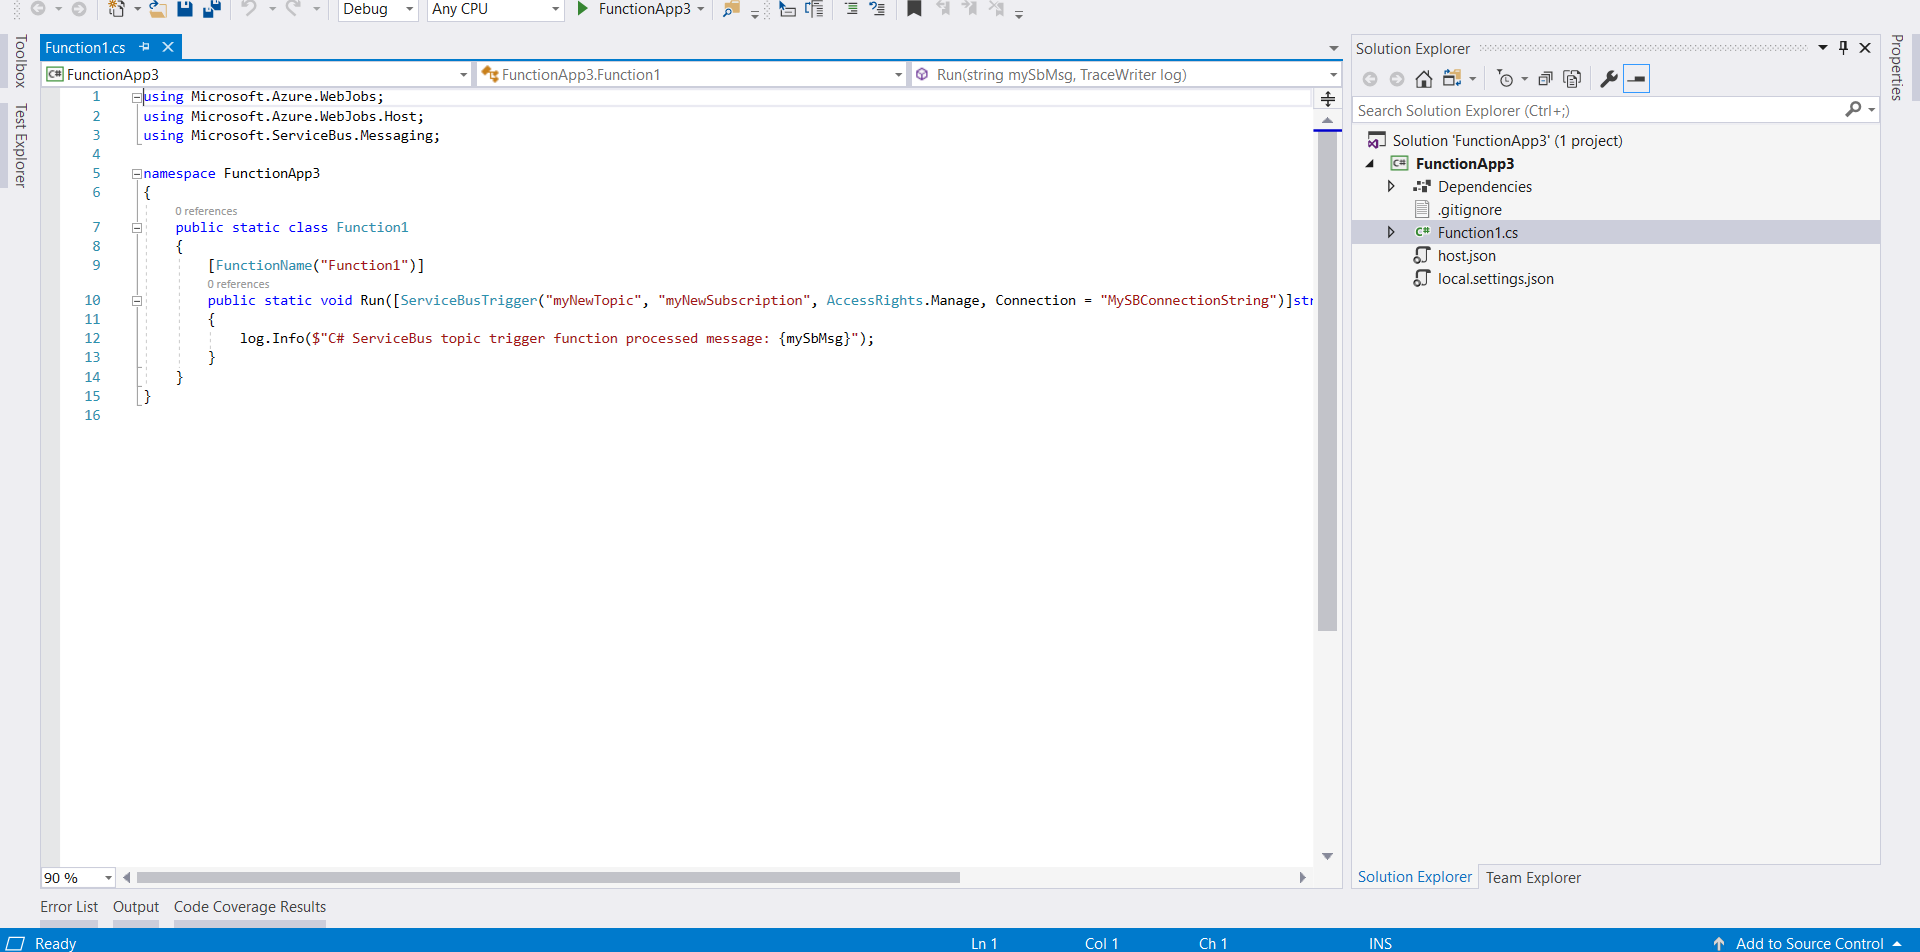 Debug
Any CPU
FunctionApp3
Toolbox
Test Explorer
Function1.cs
FunctionApp3
FunctionApp3.Function1
Run(string mySbMsg, TraceWriter log)
1 using Microsoft.Azure.WebJobs;
2 using Microsoft.Azure.WebJobs.Host;
3 using Microsoft.ServiceBus.Messaging;
4
5 namespace FunctionApp3
6 {
0 references
7 public static class Function1
8 {
9 [FunctionName("Function1")]
0 references
10 public static void Run([ServiceBusTrigger("myNewTopic", "myNewSubscription", AccessRights.Manage, Connection = "MySBConnectionString")]str
11 {
12 log.Info($"C# ServiceBus topic trigger function processed message: {mySbMsg}");
13 }
14 }
15 }
16
90 %
Solution Explorer
Search Solution Explorer (Ctrl+;)
Solution 'FunctionApp3' (1 project)
FunctionApp3
Dependencies
.gitignore
C# Function1.cs
host.json
local.settings.json
Solution Explorer
Team Explorer
Properties
Error List
Output
Code Coverage Results
Ready
Ln 1
Col 1
Ch 1
INS
Add to Source Control